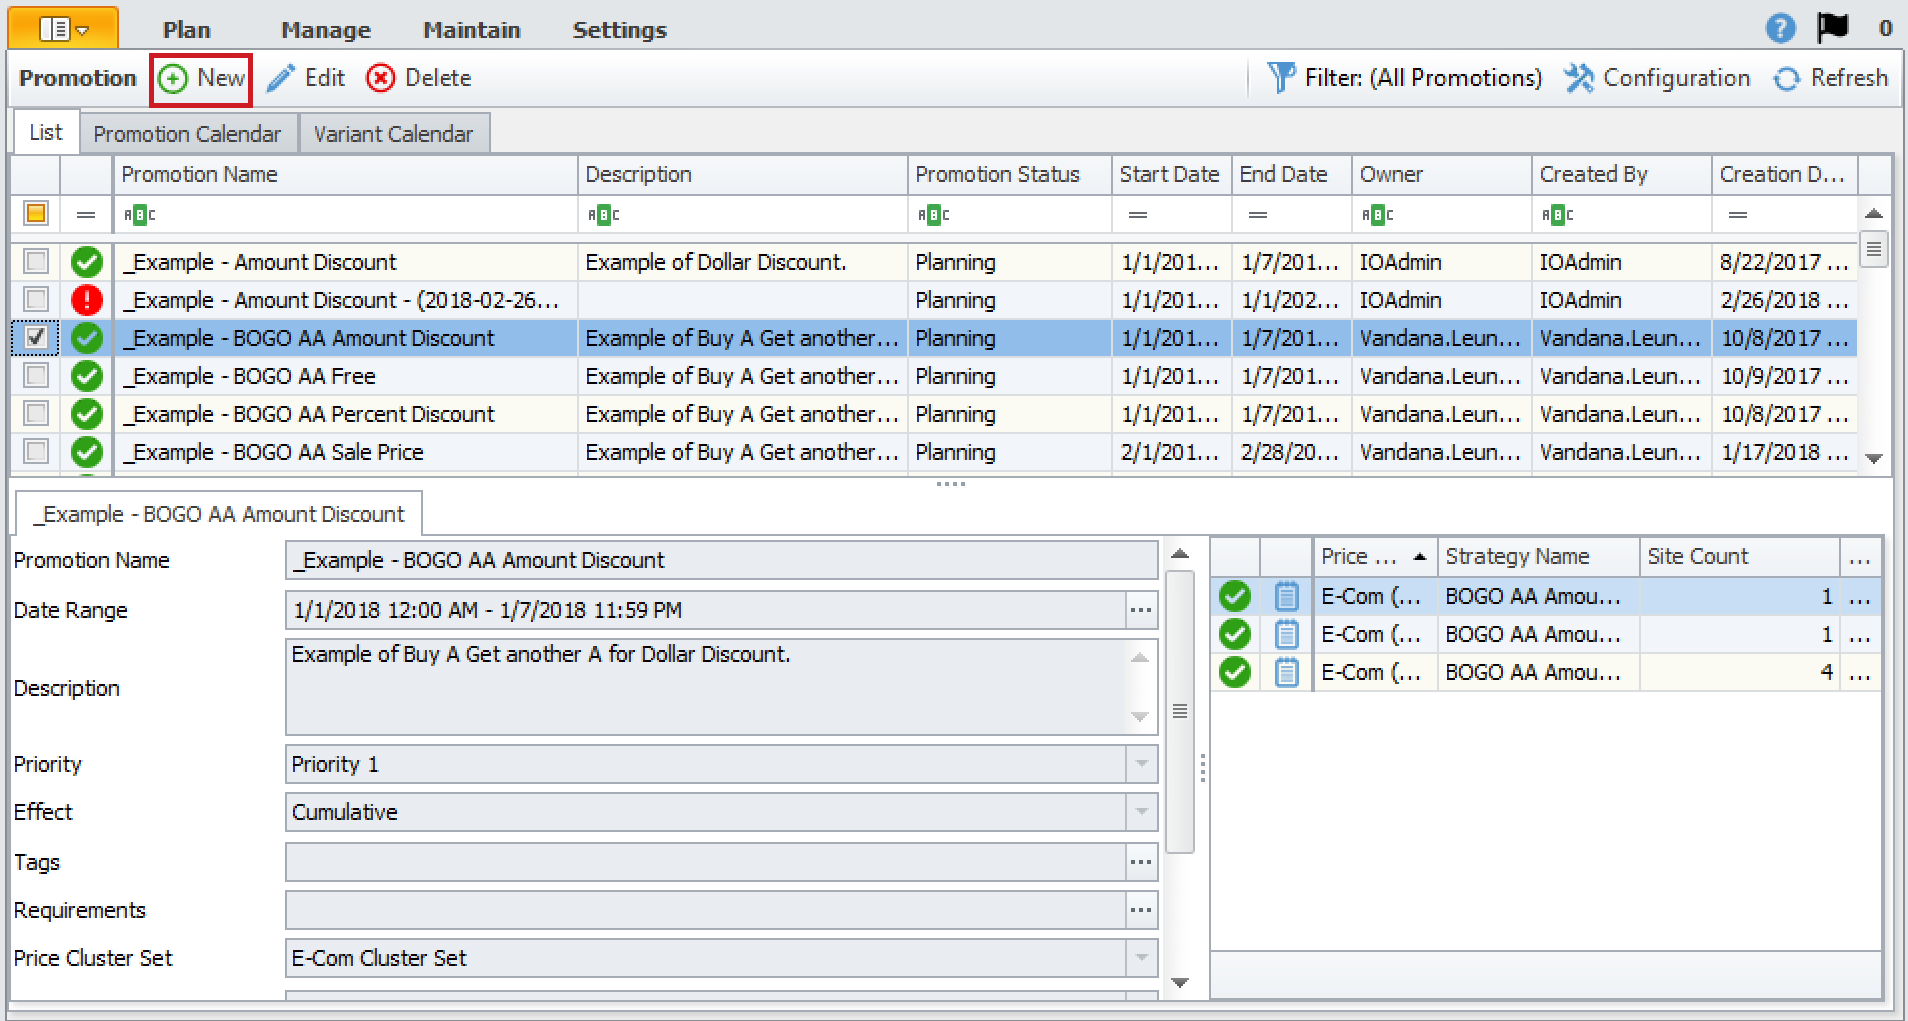 Plan Manage Maintain Settings 0
Promotion New Edit Delete Filter: (All Promotions) Configuration Refresh
List Promotion Calendar Variant Calendar
Promotion Name Description Promotion Status Start Date End Date Owner Created By Creation D...
= ABC ABC ABC = = ABC ABC =
_Example - Amount Discount Example of Dollar Discount. Planning 1/1/201... 1/7/201... IOAdmin IOAdmin 8/22/2017 ...
_Example - Amount Discount - (2018-02-26... Planning 1/1/201... 1/1/202... IOAdmin IOAdmin 2/26/2018 ...
_Example - BOGO AA Amount Discount Example of Buy A Get another... Planning 1/1/201... 1/7/201... Vandana.Leun... Vandana.Leun... 10/8/2017 ...
_Example - BOGO AA Free Example of Buy A Get another... Planning 1/1/201... 1/7/201... Vandana.Leun... Vandana.Leun... 10/9/2017 ...
_Example - BOGO AA Percent Discount Example of Buy A Get another... Planning 1/1/201... 1/7/201... Vandana.Leun... Vandana.Leun... 10/8/2017 ...
_Example - BOGO AA Sale Price Example of Buy A Get another... Planning 2/1/201... 2/28/20... Vandana.Leun... Vandana.Leun... 1/17/2018 ...
_Example - BOGO AA Amount Discount
Promotion Name _Example - BOGO AA Amount Discount
Date Range 1/1/2018 12:00 AM - 1/7/2018 11:59 PM ...
Description Example of Buy A Get another A for Dollar Discount.
Priority Priority 1
Effect Cumulative
Tags ...
Requirements ...
Price Cluster Set E-Com Cluster Set
Price ... Strategy Name Site Count ...
E-Com (... BOGO AA Amou... 1 ...
E-Com (... BOGO AA Amou... 1 ...
E-Com (... BOGO AA Amou... 4 ...